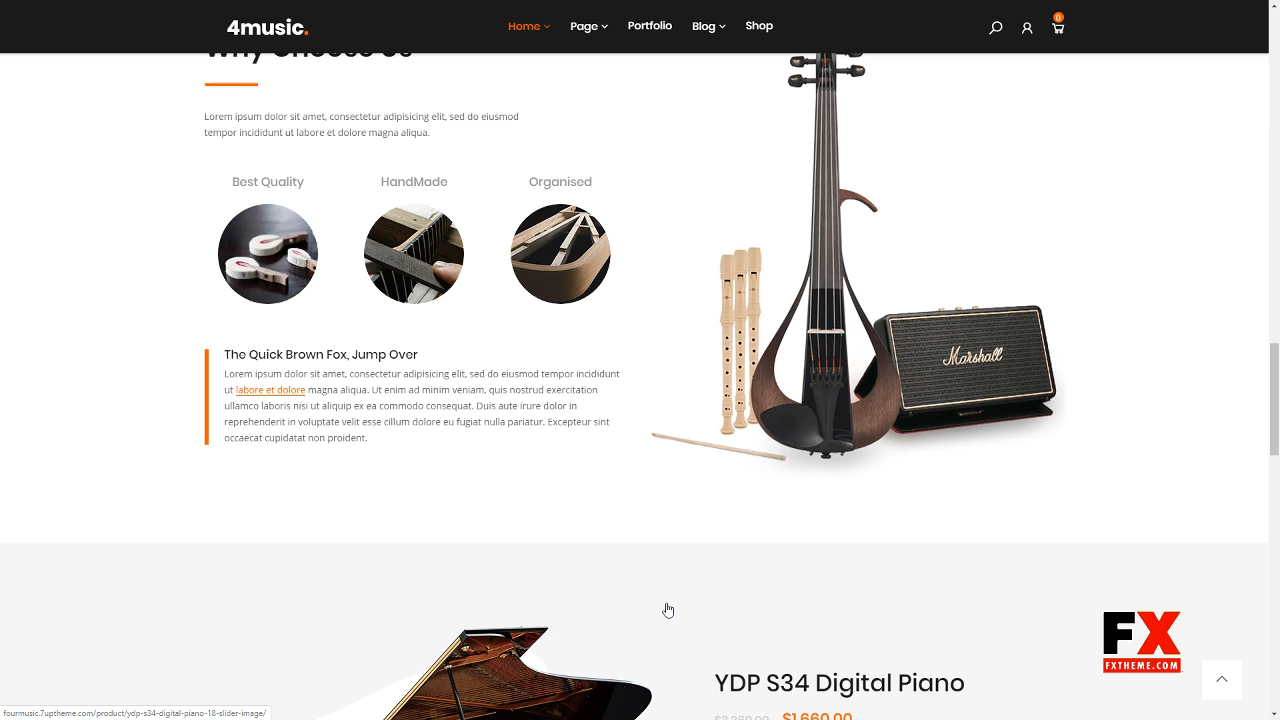 4music.
Home Page Portfolio Blog Shop
0
Why Choose Us
Lorem ipsum dolor sit amet, consectetur adipisicing elit, sed do eiusmod
tempor incididunt ut labore et dolore magna aliqua.
Best Quality HandMade Organised
The Quick Brown Fox, Jump Over
Lorem ipsum dolor sit amet, consectetur adipisicing elit, sed do eiusmod tempor incididunt
ut labore et dolore magna aliqua. Ut enim ad minim veniam, quis nostrud exercitation
ullamco laboris nisi ut aliquip ex ea commodo consequat. Duis aute irure dolor in
reprehenderit in voluptate velit esse cillum dolore eu fugiat nulla pariatur. Excepteur sint
occaecat cupidatat non proident.
Marshall
FX
FXTHEME.COM
YDP S34 Digital Piano
$2,260.00 $1,660.00
fourmusic.7uptheme.com/product/ydp-s34-digital-piano-18-slider-image/